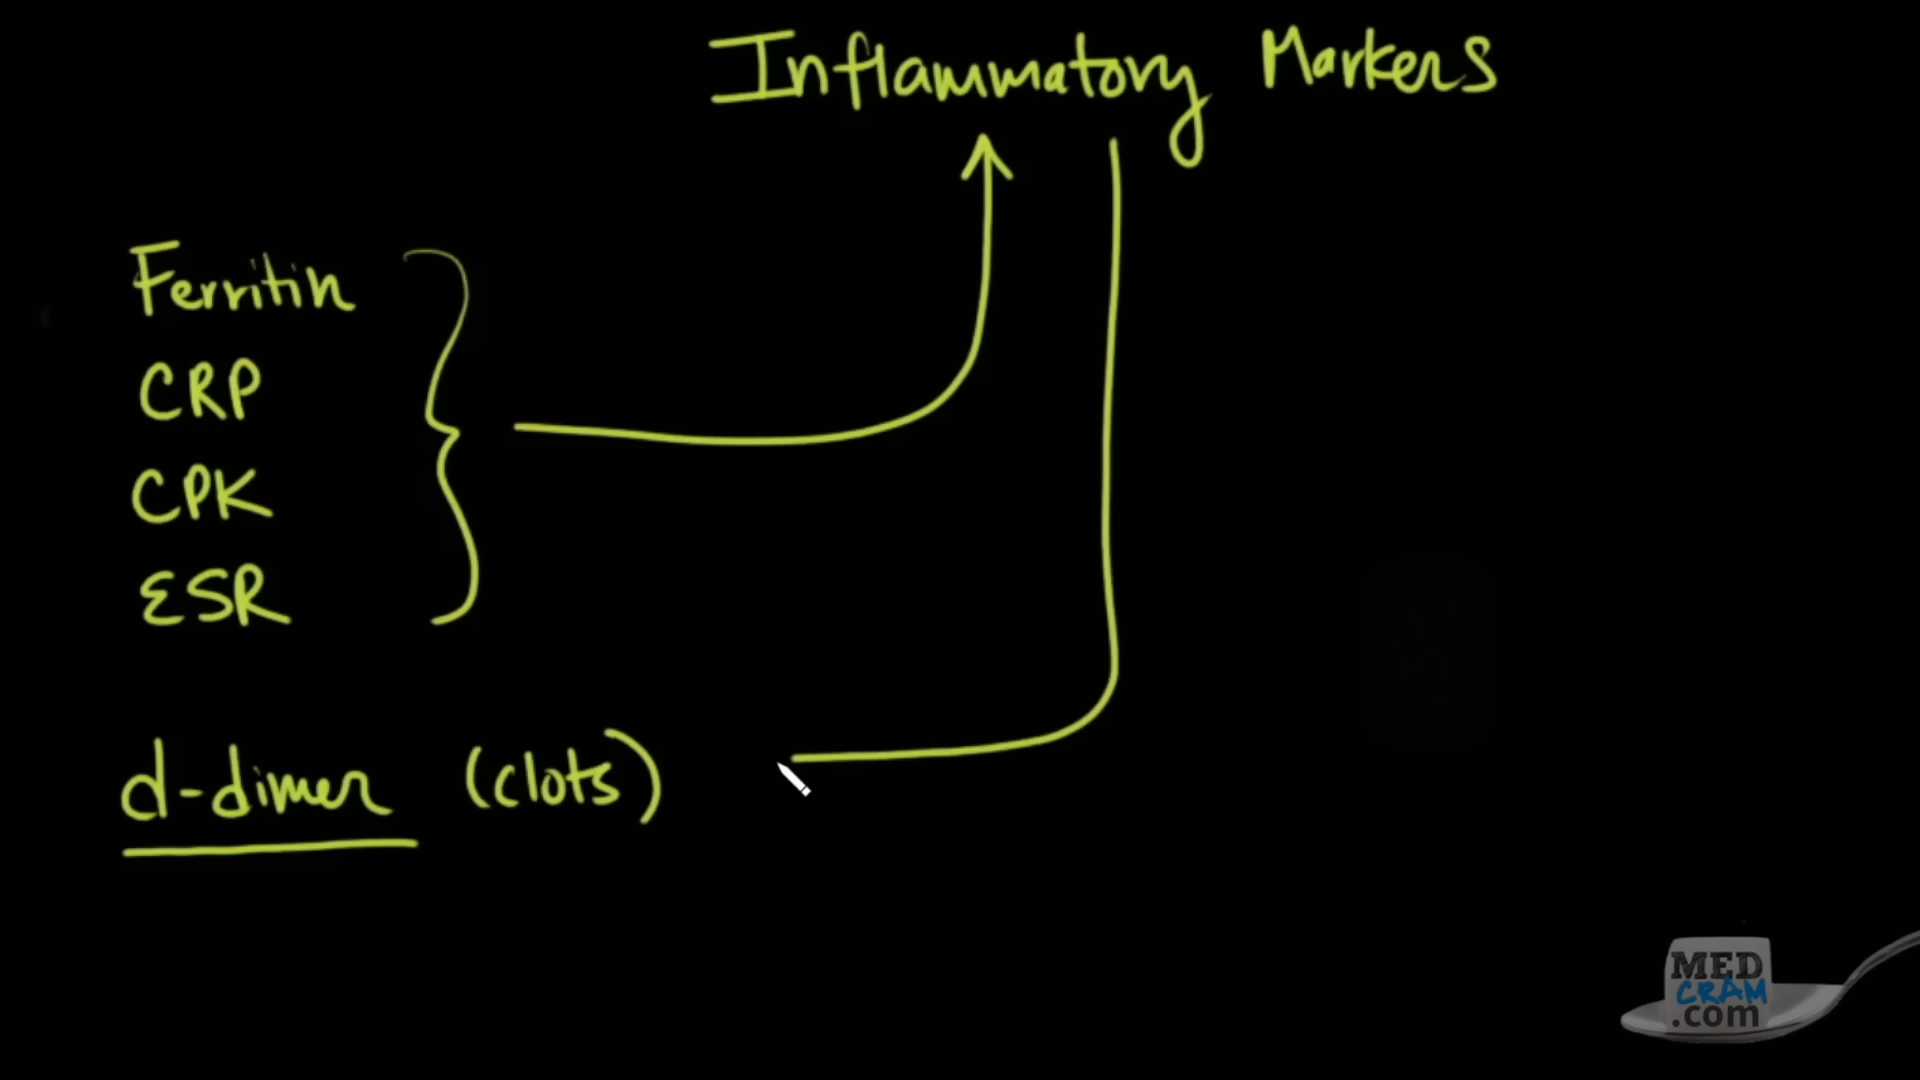 Inflammatory Markers
Ferritin
CRP
CPK
ESR
d-dimer (clots)
MED
CRAM
.com